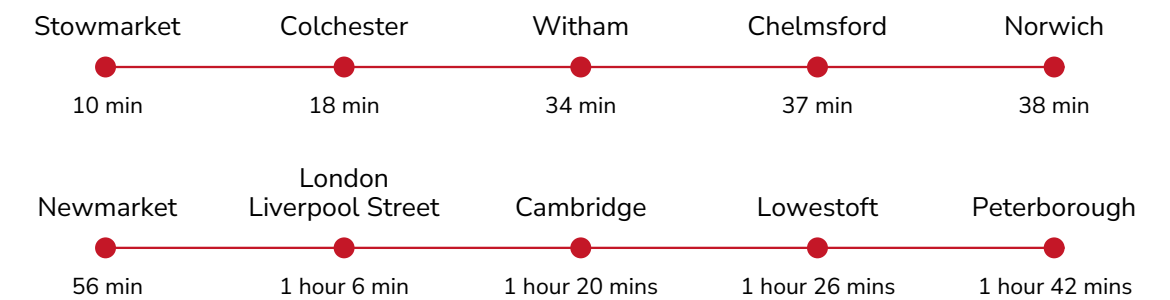 Stowmarket Colchester Witham Chelmsford Norwich
10 min 18 min 34 min 37 min 38 min
London
Newmarket Liverpool Street Cambridge Lowestoft Peterborough
56 min 1 hour 6 min 1 hour 20 mins 1 hour 26 mins 1 hour 42 mins